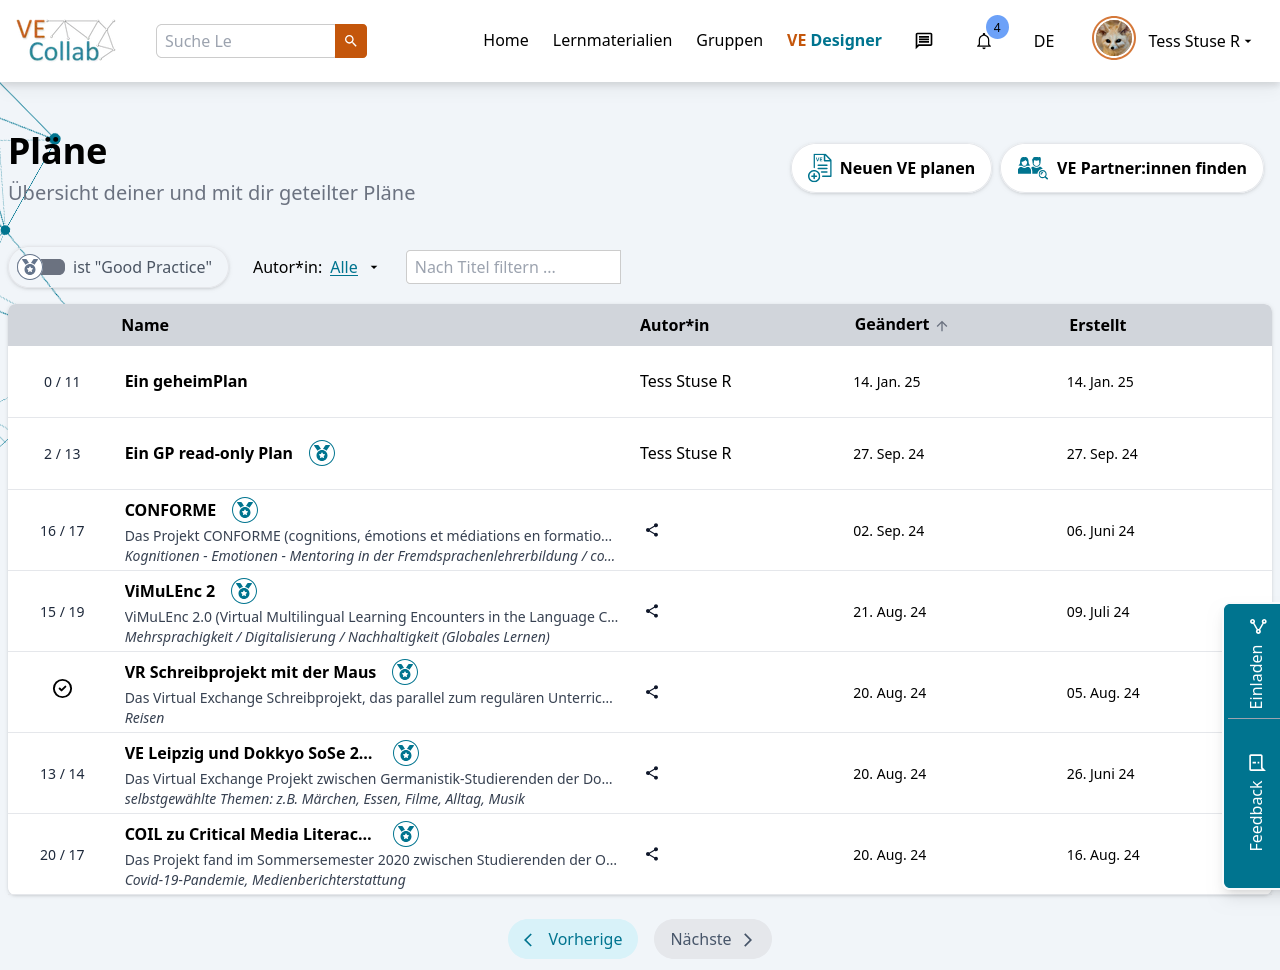 VE
Collab
Suche Le
Home Lernmaterialien Gruppen VE Designer 4 DE Tess Stuse R
Pläne
Übersicht deiner und mit dir geteilter Pläne
VE Neuen VE planen VE Partner:innen finden
ist "Good Practice" Autor*in: Alle Nach Titel filtern ...
Name Autor*in Geändert Erstellt
0 / 11 Ein geheimPlan Tess Stuse R 14. Jan. 25 14. Jan. 25
2 / 13 Ein GP read-only Plan Tess Stuse R 27. Sep. 24 27. Sep. 24
CONFORME
16 / 17 Das Projekt CONFORME (cognitions, émotions et médiations en formatio... 02. Sep. 24 06. Juni 24
Kognitionen - Emotionen - Mentoring in der Fremdsprachenlehrerbildung / co...
ViMuLEnc 2
15 / 19 ViMuLEnc 2.0 (Virtual Multilingual Learning Encounters in the Language C... 21. Aug. 24 09. Juli 24
Mehrsprachigkeit / Digitalisierung / Nachhaltigkeit (Globales Lernen)
VR Schreibprojekt mit der Maus
Das Virtual Exchange Schreibprojekt, das parallel zum regulären Unterric... 20. Aug. 24 05. Aug. 24
Reisen
VE Leipzig und Dokkyo SoSe 2...
13 / 14 Das Virtual Exchange Projekt zwischen Germanistik-Studierenden der Do... 20. Aug. 24 26. Juni 24
selbstgewählte Themen: z.B. Märchen, Essen, Filme, Alltag, Musik
COIL zu Critical Media Literac...
20 / 17 Das Projekt fand im Sommersemester 2020 zwischen Studierenden der O... 20. Aug. 24 16. Aug. 24
Covid-19-Pandemie, Medienberichterstattung
Einladen
Feedback
Vorherige Nächste